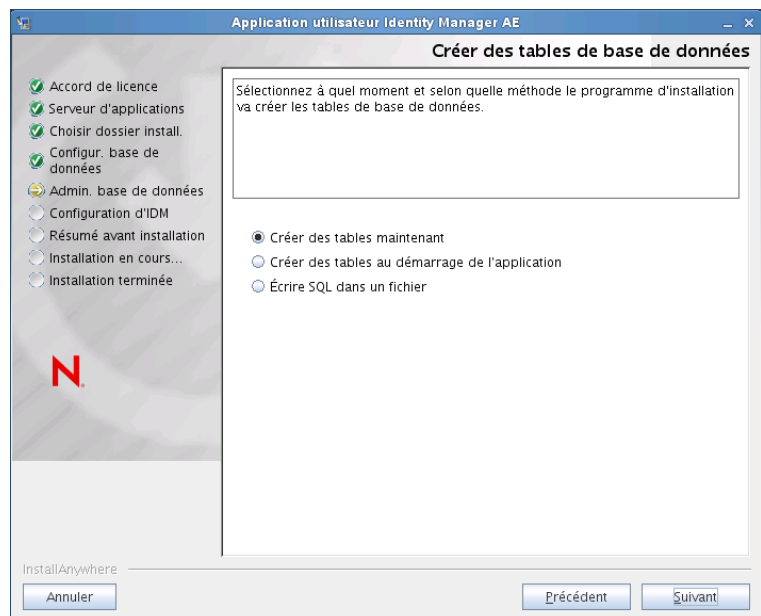 Application utilisateur Identity Manager AE
Créer des tables de base de données
Accord de licence
Serveur d'applications
Choisir dossier install.
Configur. base de
données
Admin. base de données
Configuration d'IDM
Résumé avant installation
Installation en cours...
Installation terminée
N.
Sélectionnez à quel moment et selon quelle méthode le programme d'installation
va créer les tables de base de données.
Créer des tables maintenant
Créer des tables au démarrage de l'application
Écrire SQL dans un fichier
InstallAnywhere
Annuler
Précédent
Suivant